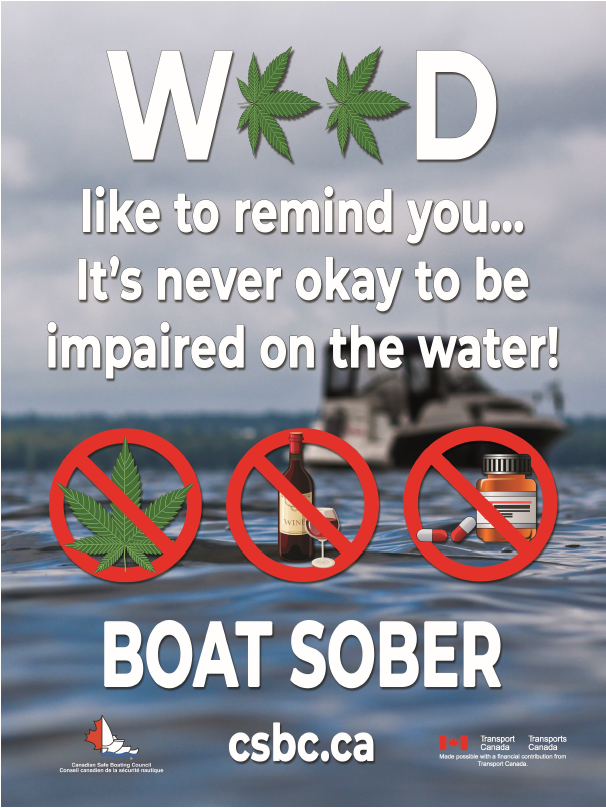 WEED
like to remind you...
It's never okay to be
impaired on the water!
WINE
BOAT SOBER
csbc.ca
Canadian Safe Boating Council
Conseil canadien de la sécurité nautique
Transport Canada
Transports Canada
Made possible with a financial contribution from
Transport Canada.